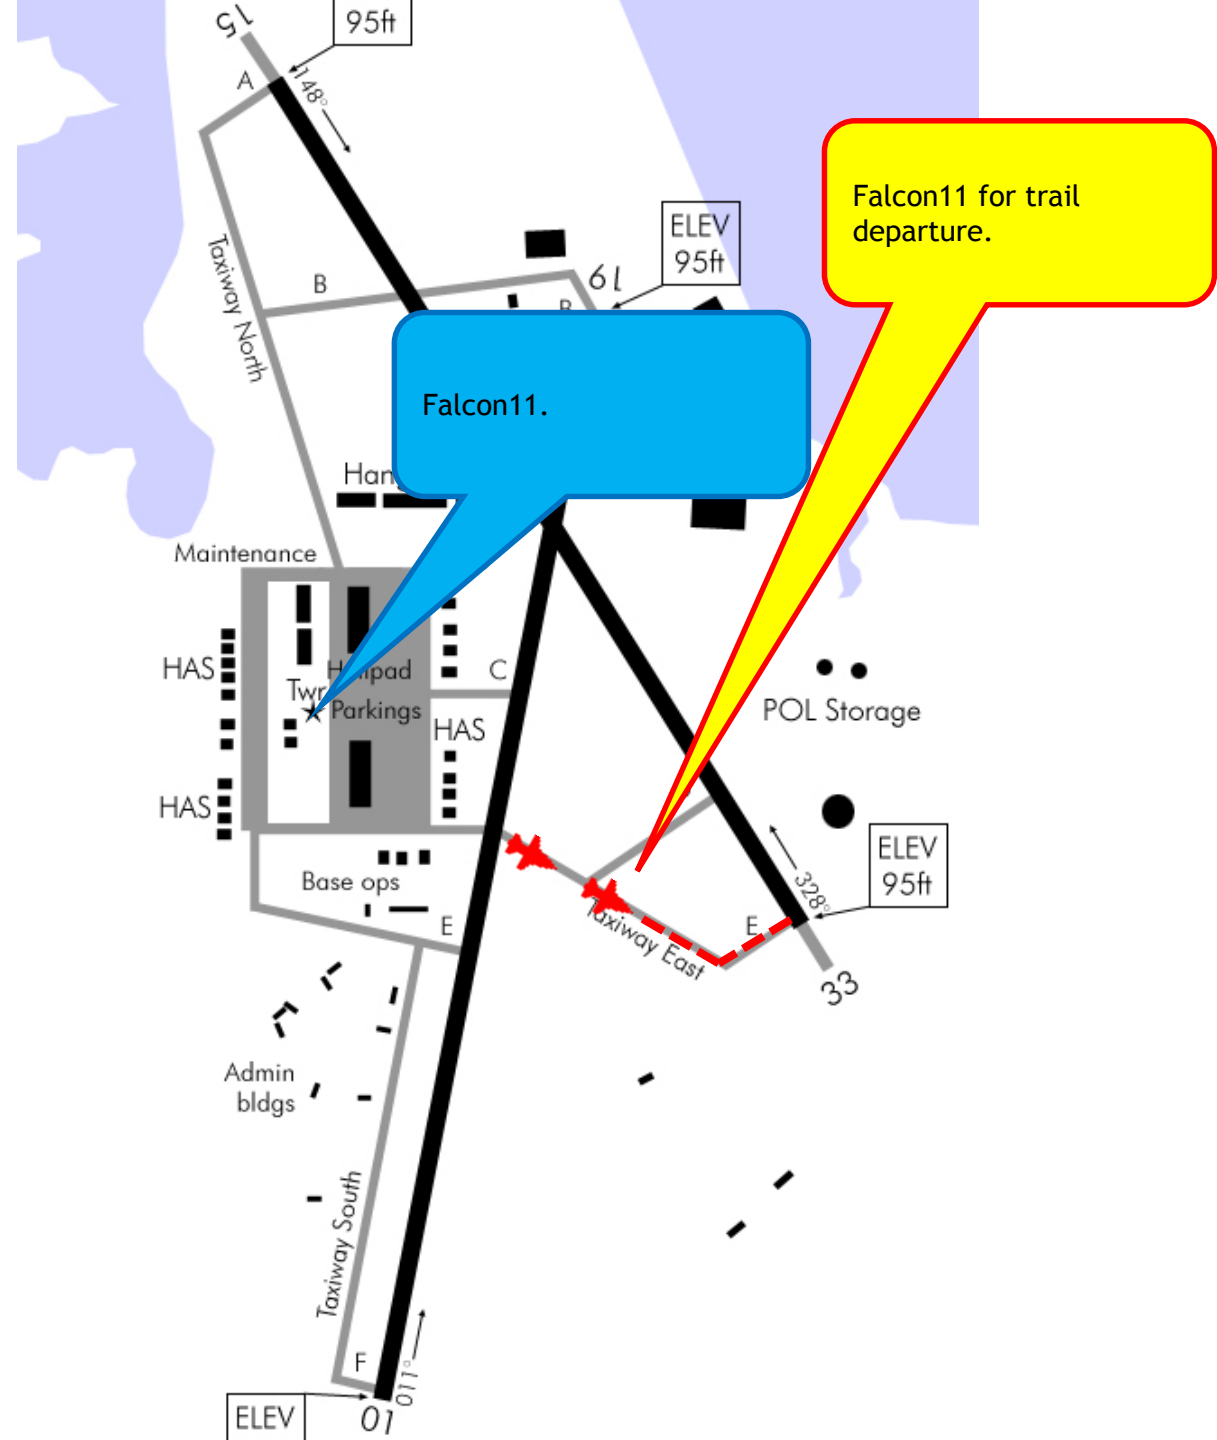 15
95ft
A
148°
Falcon11 for trail
departure.
ELEV
95ft
19
B
B
Taxiway North
Falcon11.
Maintenance
HAS
Helipad
C
Twr
Parkings
POL Storage
HAS
HAS
ELEV
95ft
Base ops
328°
E
E
Taxiway East
33
Admin
bldgs
Taxiway South
F
011°
ELEV
01